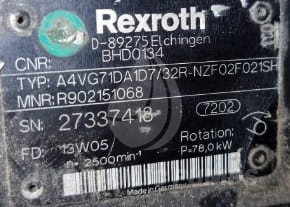 Rexroth
D-89275 Elchingen
BHD0134
CNR:
TYP: A4VG71DA1D7/32R-NZF02F021SH
MNR: R902151068
SN: 27337418 7202
FD: 13W05 Rotation:
n: 2500min⁻¹ P=78,0 kW
Made in Germany